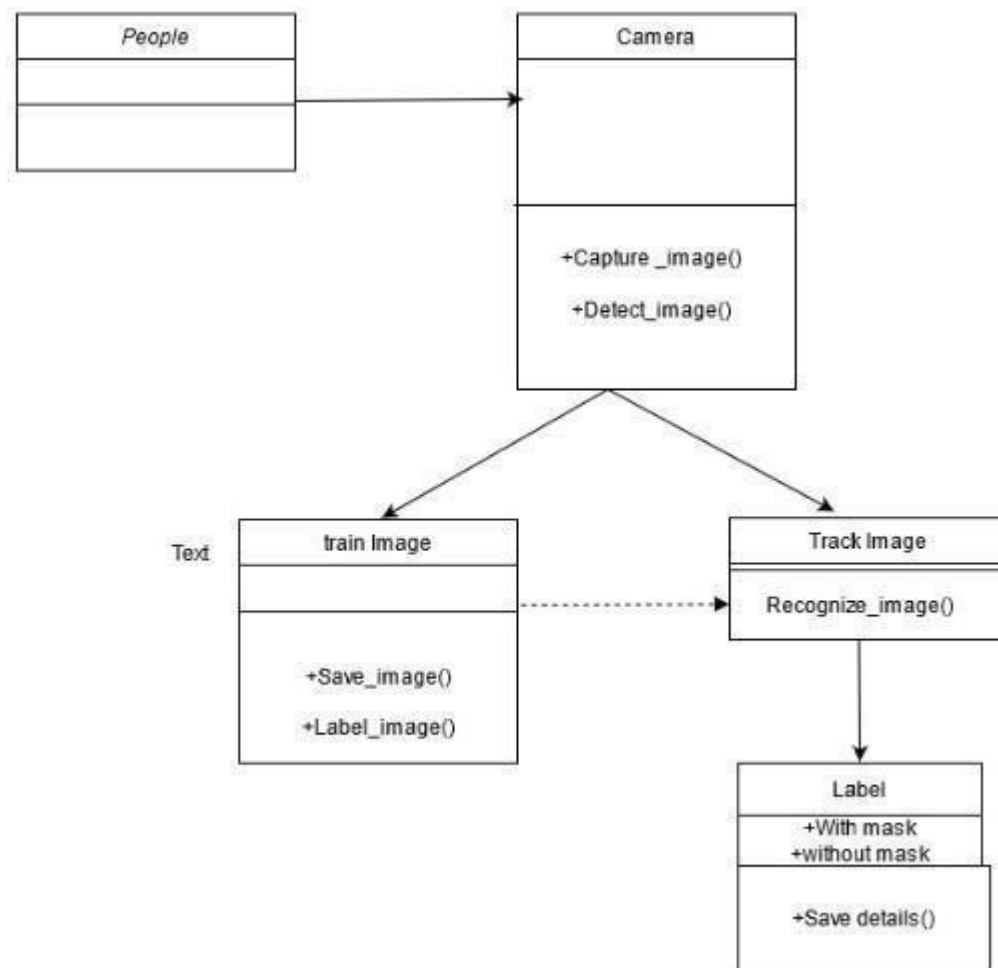 People
Camera
+Capture _image()
+Detect_image()
Text
train Image
+Save_image()
+Label_image()
Track Image
Recognize_image()
Label
+With mask
+without mask
+Save details()